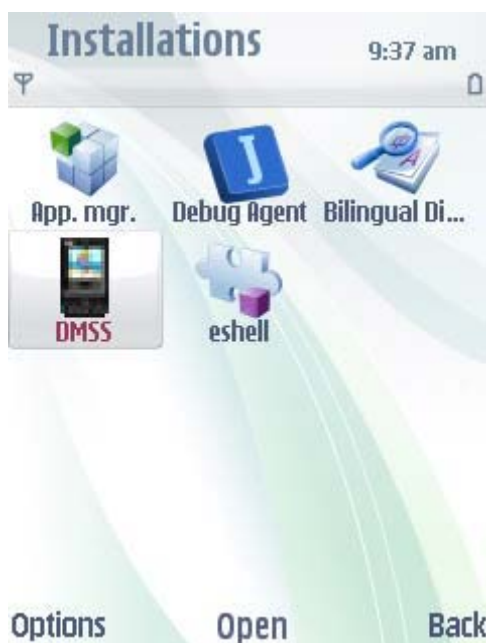 Installations
9:37 am
App. mgr.
Debug Agent
Bilingual Di...
DMSS
eshell
Options
Open
Back